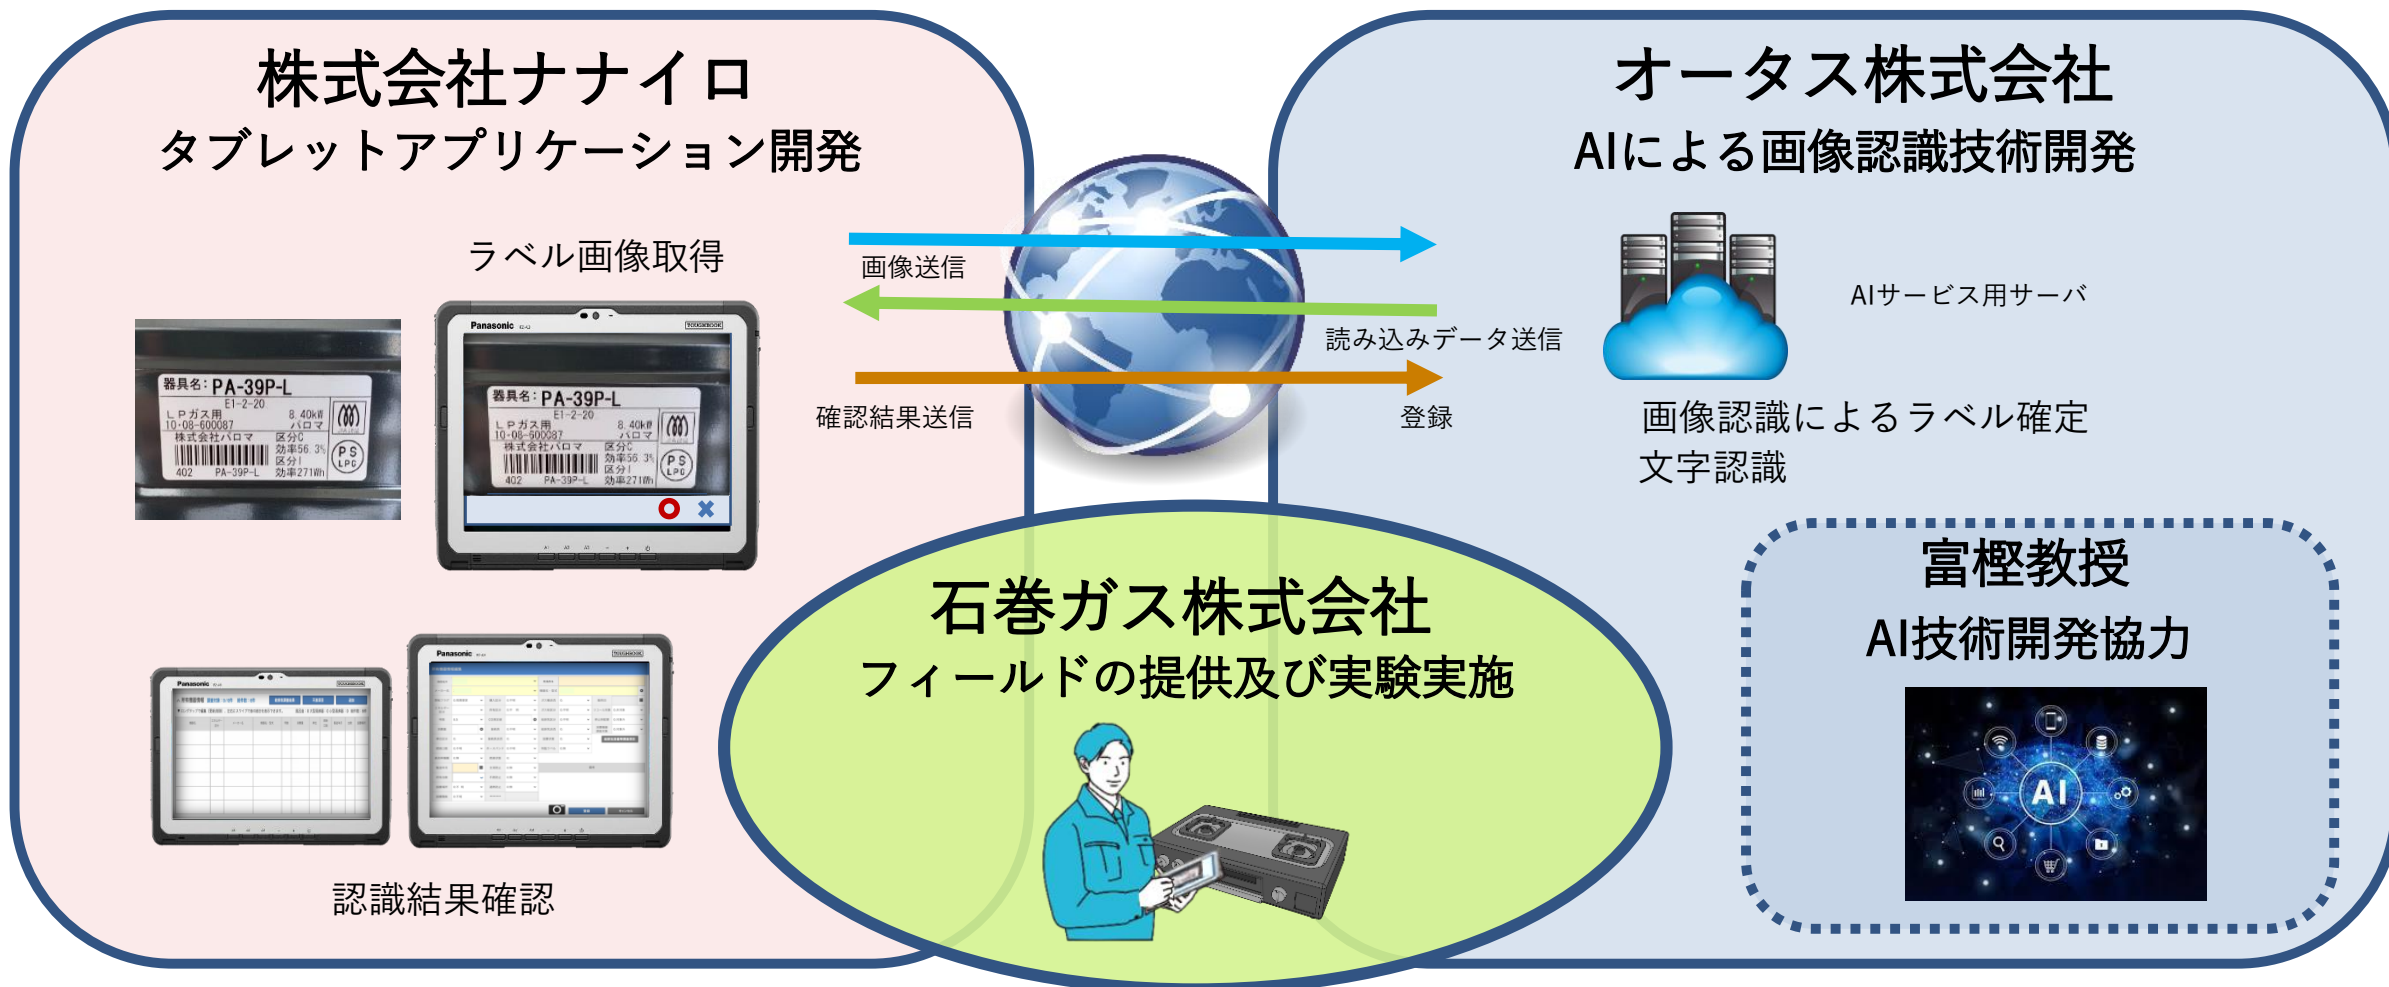 株式会社ナナイロ
タブレットアプリケーション開発
ラベル画像取得
器具名: PA-39P-L
E1-2-20
LPガス用 8.40kW
10・08-600087 パロマ
株式会社パロマ 区分C
効率56.3%
区分I
402 PA-39P-L 効率271Wh
PS
LPG
Panasonic
TOUGHBOOK
器具名: PA-39P-L
E1-2-20
LPガス用 8.40kW
10-08-600087 パロマ
株式会社パロマ 区分C
効率56.3%
区分I
402 PA-39P-L 効率271Wh
PS
LPG
Panasonic
Panasonic
TOUGHBOOK
認識結果確認
画像送信
読み込みデータ送信
確認結果送信
登録
オータス株式会社
AIによる画像認識技術開発
AIサービス用サーバ
画像認識によるラベル確定
文字認識
石巻ガス株式会社
フィールドの提供及び実験実施
富樫教授
AI技術開発協力
AI